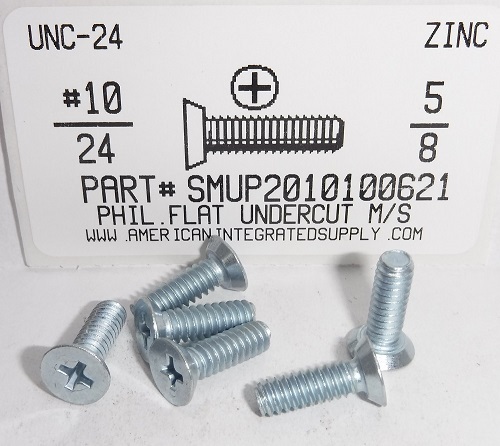 UNC-24 ZINC
#10/24 5/8
PART# SMUP2010100621
PHIL.FLAT UNDERCUT M/S
WWW.AMERICANINTEGRATEDSUPPLY.COM